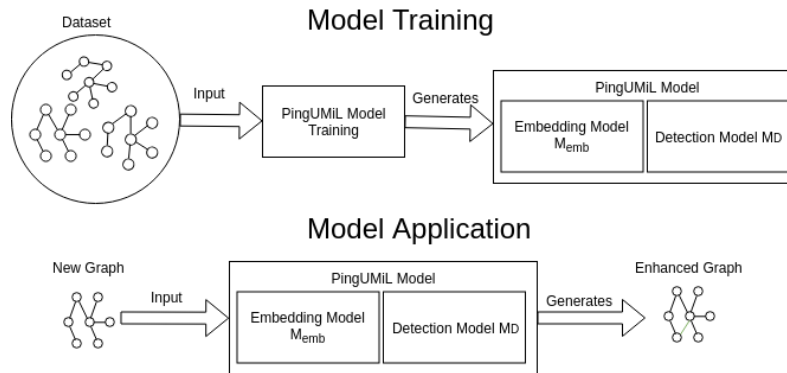 Model Training
Dataset
Input
PingUMiL Model
Training
Generates
PingUMiL Model
Embedding Model
Memb
Detection Model MD
Model Application
New Graph
Input
PingUMiL Model
Embedding Model
Memb
Detection Model MD
Generates
Enhanced Graph